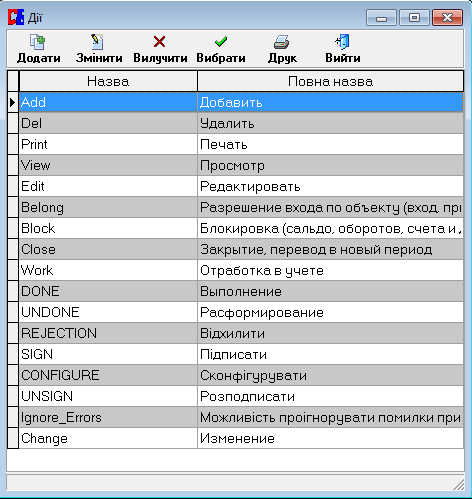 Дії
Додати Змінити Вилучити Вибрати Друк Вийти
Назва Повна назва
Add Добавить
Del Удалить
Print Печать
View Просмотр
Edit Редактировать
Belong Разрешение входа по объекту (вход, при
Block Блокировка (сальдо, оборотов, счета и
Close Закрытие, перевод в новый период
Work Отработка в учете
DONE Выполнение
UNDONE Расформирование
REJECTION Відхилити
SIGN Підписати
CONFIGURE Сконфігурувати
UNSIGN Розподписати
Ignore_Errors Можливість проігнорувати помилки при
Change Изменение